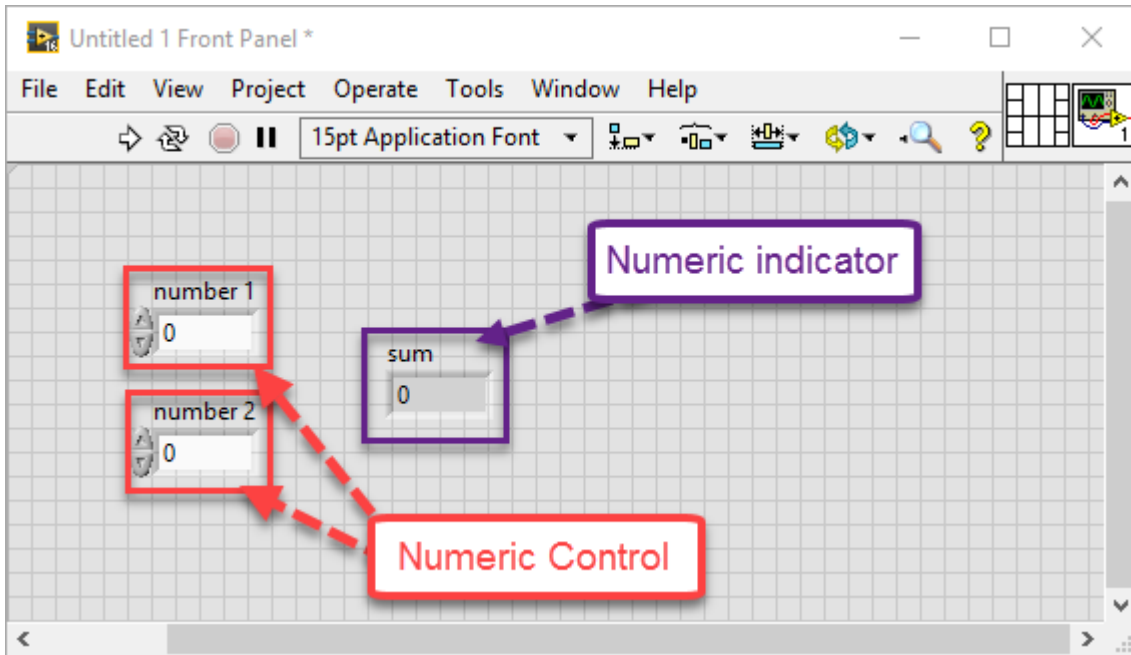 Untitled 1 Front Panel *
File Edit View Project Operate Tools Window Help
15pt Application Font
1
Numeric indicator
number 1
0
sum
0
number 2
0
Numeric Control